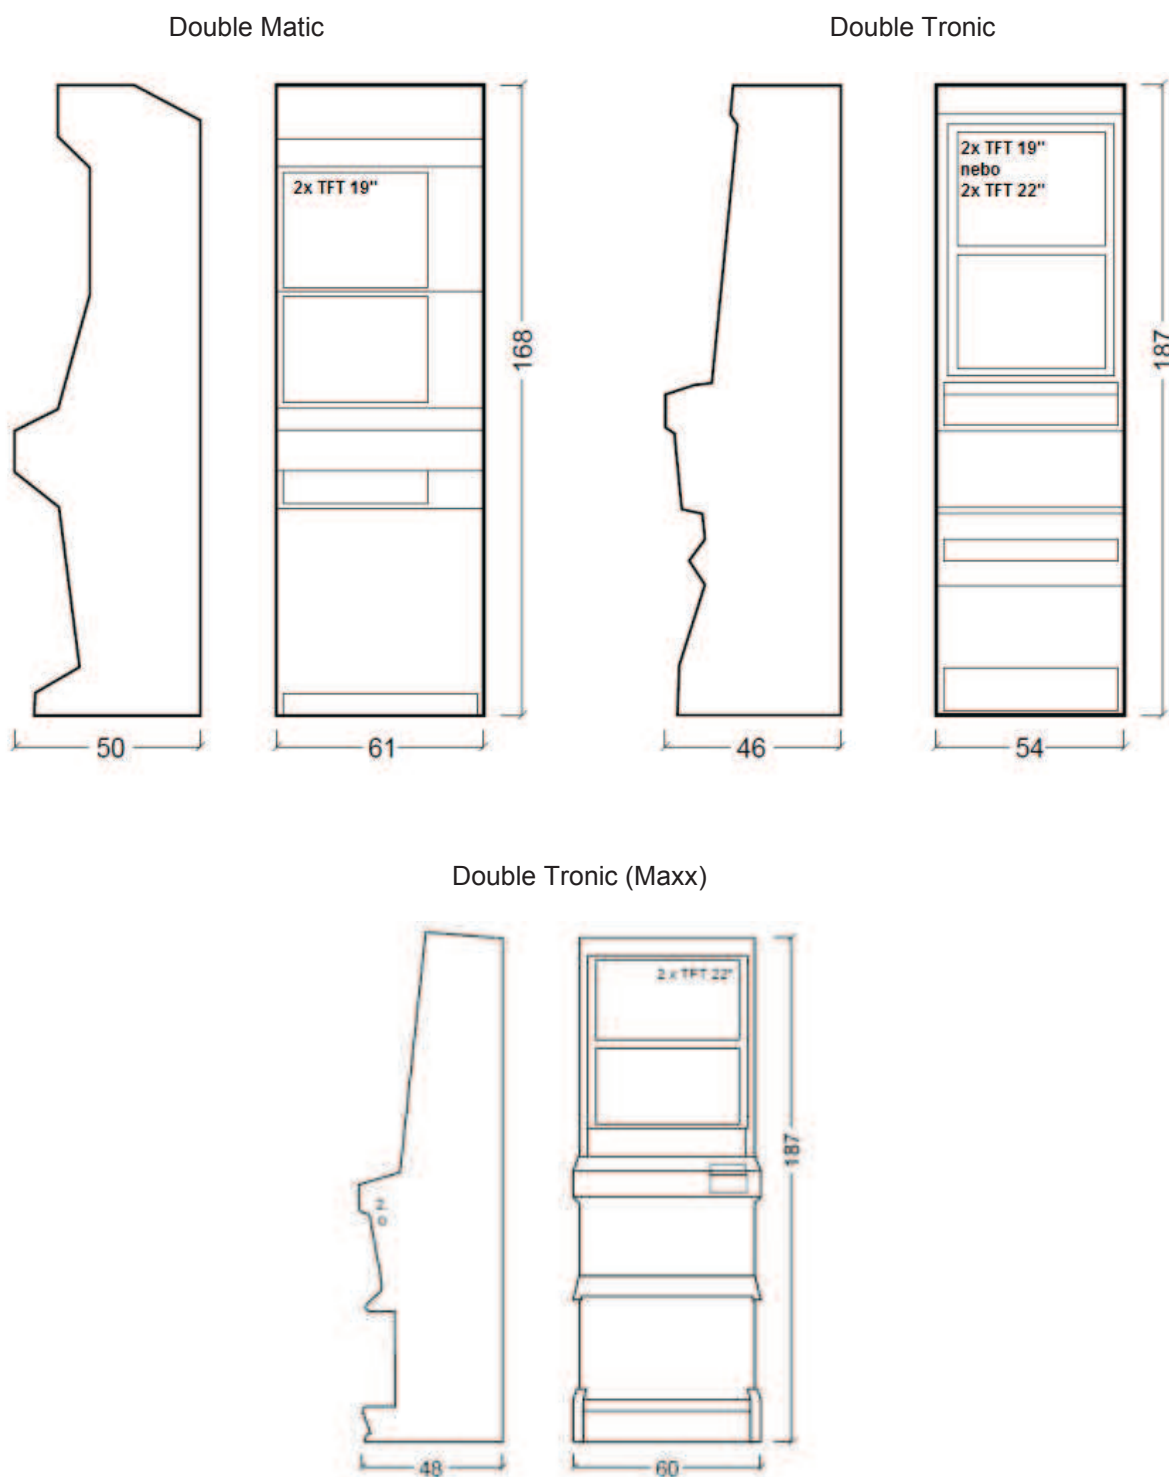 Double Matic
Double Tronic
2x TFT 19"
2x TFT 19"
nebo
2x TFT 22"
168
187
50
61
46
54
Double Tronic (Maxx)
2 x TFT 22"
187
48
60